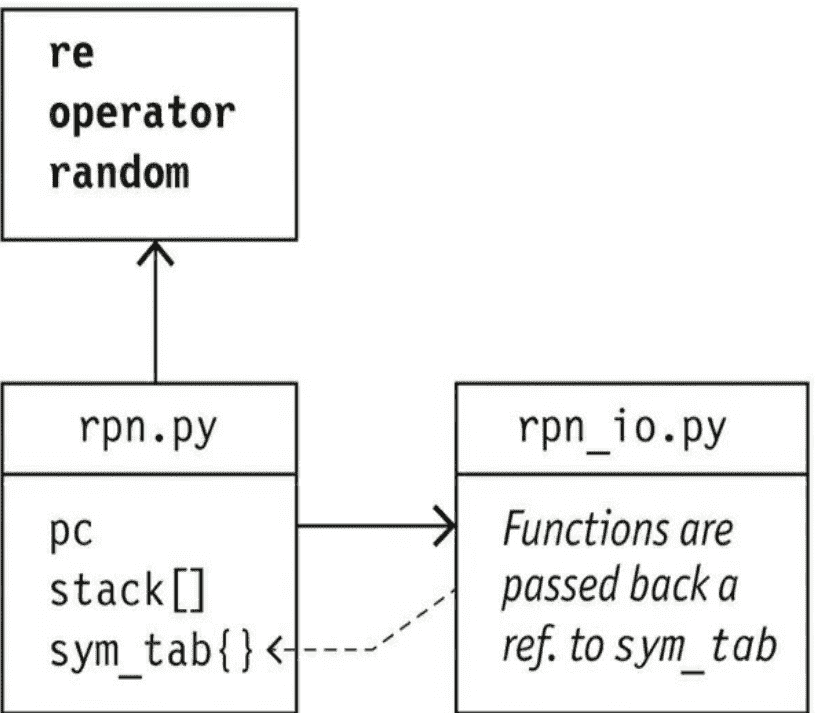 re
operator
random
rpn.py
pc
stack[]
sym_tab{}
rpn_io.py
Functions are
passed back a
ref. to sym_tab